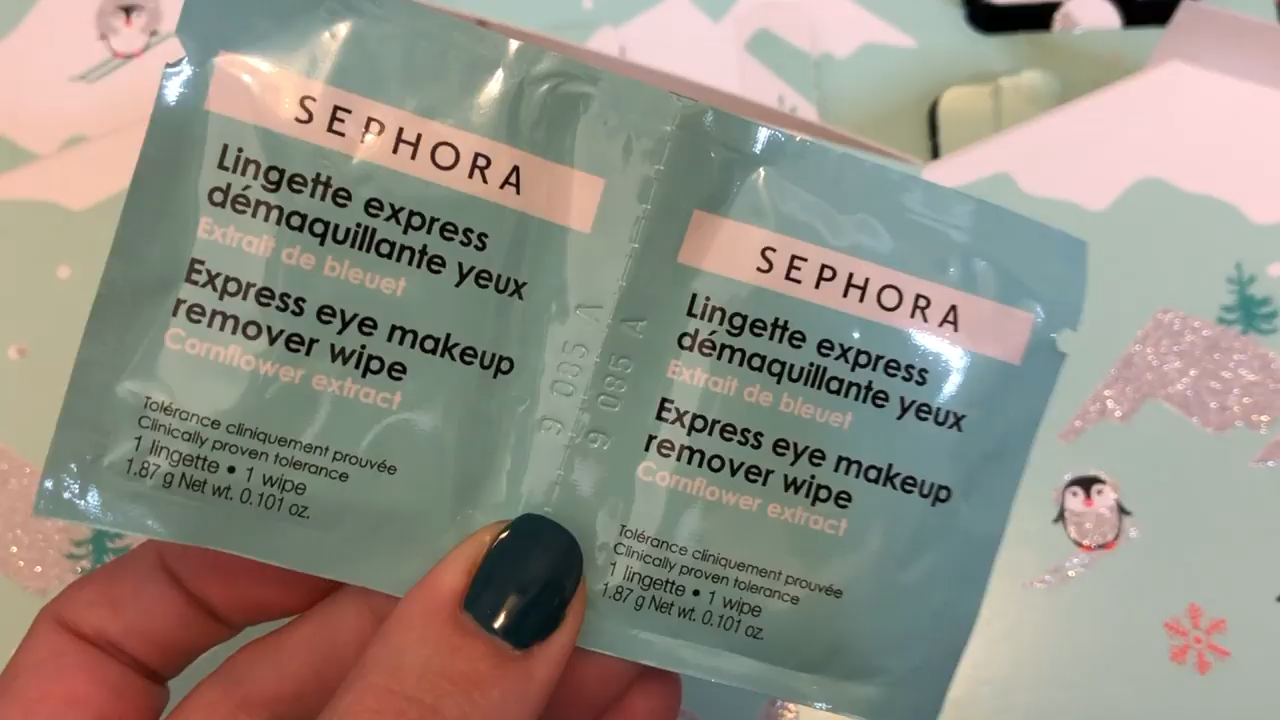 SEPHORA
Lingette express
démaquillante yeux
Extrait de bleuet
Express eye makeup
remover wipe
Cornflower extract
Tolérance cliniquement prouvée
Clinically proven tolerance
1 lingette • 1 wipe
1.87 g Net wt. 0.101 oz.
9 085 A
9 085 A
SEPHORA
Lingette express
démaquillante yeux
Extrait de bleuet
Express eye makeup
remover wipe
Cornflower extract
Tolérance cliniquement prouvée
Clinically proven tolerance
1 lingette • 1 wipe
1.87 g Net wt. 0.101 oz.